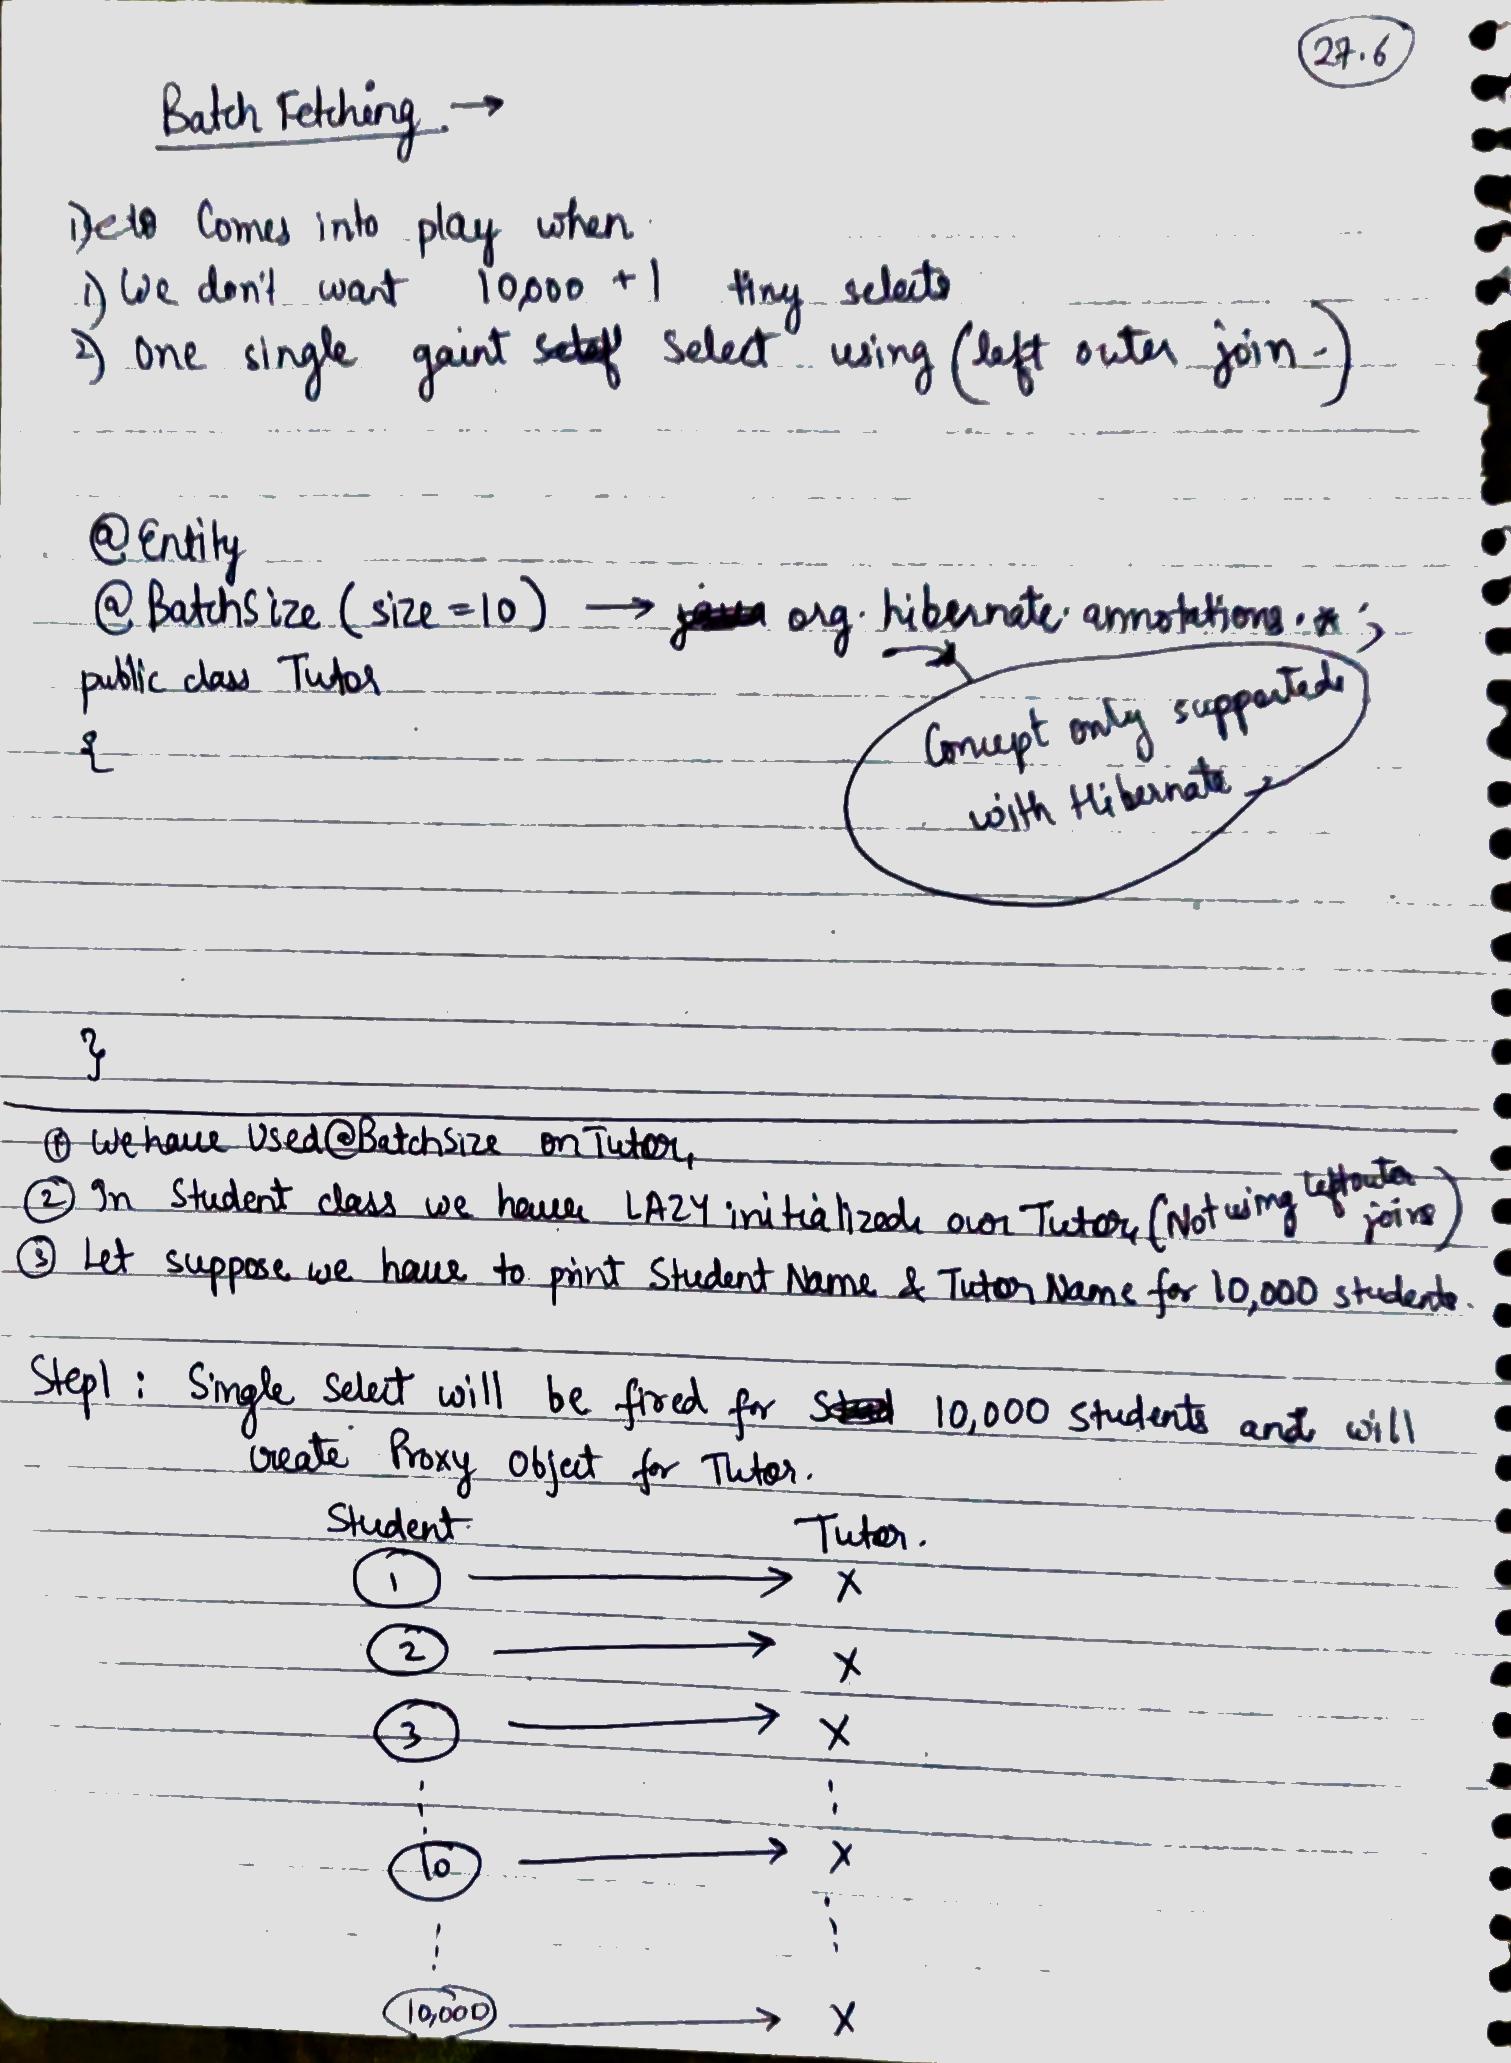 27.6
Batch Fetching →
Comes into play when
1) We don't want 10,000 + 1 tiny selects
2) one single gaint select using (left outer join)
@Entity
@BatchSize (size=10) → org.hibernate.annotations.*;
public class Tutor
{
Concept only supported
with Hibernate
}
① We have Used @BatchSize on Tutor,
② In Student class we have LAZY initialized our Tutor (Not using left outer joins)
③ Let suppose we have to print Student Name & Tutor Name for 10,000 students.
Step1 : Single Select will be fired for 10,000 students and will
create Proxy Object for Tutor.
Student Tutor.
1 → X
2 → X
3 → X
10 → X
10,000 → X